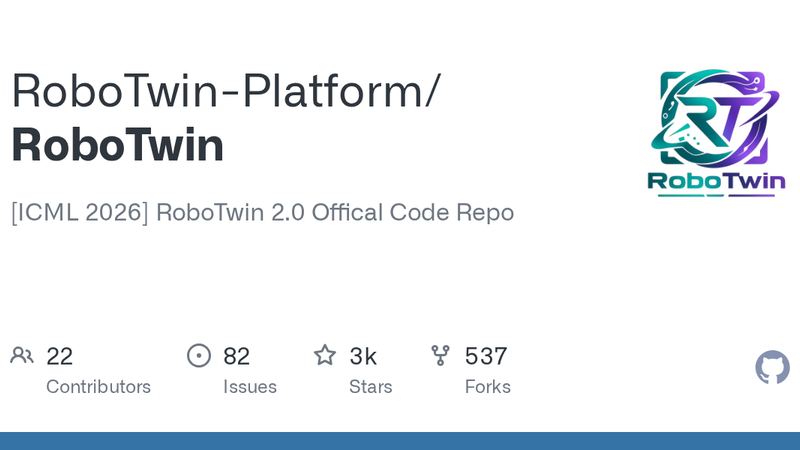 RoboTwin-Platform/
RoboTwin
[ICML 2026] RoboTwin 2.0 Offical Code Repo
RT
RoboTwin
22
Contributors
82
Issues
3k
Stars
537
Forks